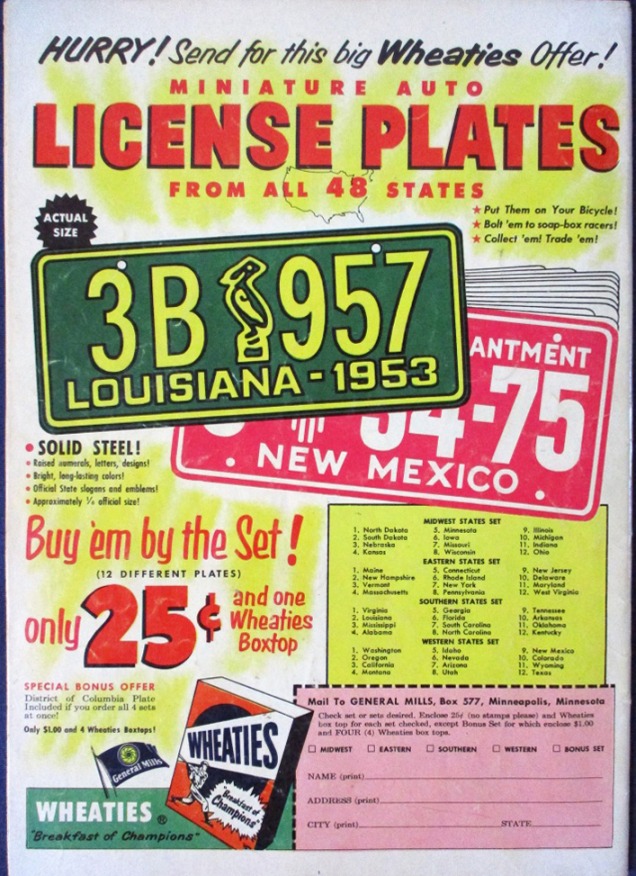 HURRY! Send for this big Wheaties Offer!
MINIATURE AUTO
LICENSE PLATES
FROM ALL 48 STATES
★ Put Them on Your Bicycle!
★ Bolt 'em to soap-box racers!
★ Collect 'em! Trade 'em!
ACTUAL
SIZE
3B 957
LOUISIANA-1953
ANTMENT
54-75
NEW MEXICO
• SOLID STEEL!
• Raised numerals, letters, designs!
• Bright, long-lasting colors!
• Official State slogans and emblems!
• Approximately size!
Buy 'em by the Set!
(12 DIFFERENT PLATES)
only 25¢ and one
Wheaties
Boxtop
MIDWEST STATES SET
1. North Dakota 5. Minnesota 9. Illinois
2. South Dakota 6. Iowa 10. Michigan
3. Nebraska 7. Missouri 11. Indiana
4. Kansas 8. Wisconsin 12. Ohio
EASTERN STATES SET
1. Maine 5. Connecticut 9. New Jersey
2. New Hampshire 6. Rhode Island 10. Delaware
3. Vermont 7. New York 11. Maryland
4. Massachusetts 8. Pennsylvania 12. West Virginia
SOUTHERN STATES SET
1. Virginia 5. Georgia 9. Tennessee
2. Louisiana 6. Florida 10. Arkansas
3. Mississippi 7. South Carolina 11. Oklahoma
4. Alabama 8. North Carolina 12. Kentucky
WESTERN STATES SET
1. Washington 5. Idaho 9. New Mexico
2. Oregon 6. Nevada 10. Colorado
3. California 7. Arizona 11. Wyoming
4. Montana 8. Utah 12. Texas
SPECIAL BONUS OFFER
District of Columbia Plate
Included if you order all 4 sets
at once!
Only $1.00 and 4 Wheaties Boxtops!
General Mills
WHEATIES
"Breakfast of
Champions"
WHEATIES ®
"Breakfast of Champions"
Mail To GENERAL MILLS, Box 577, Minneapolis, Minnesota
Check set or sets desired. Enclose 25¢ (no stamps please) and Wheaties
box top for each set checked, except Bonus Set for which enclose $1.00
and FOUR (4) Wheaties box tops.
☐ MIDWEST ☐ EASTERN ☐ SOUTHERN ☐ WESTERN ☐ BONUS SET
NAME (print)
ADDRESS (print)
CITY (print) STATE